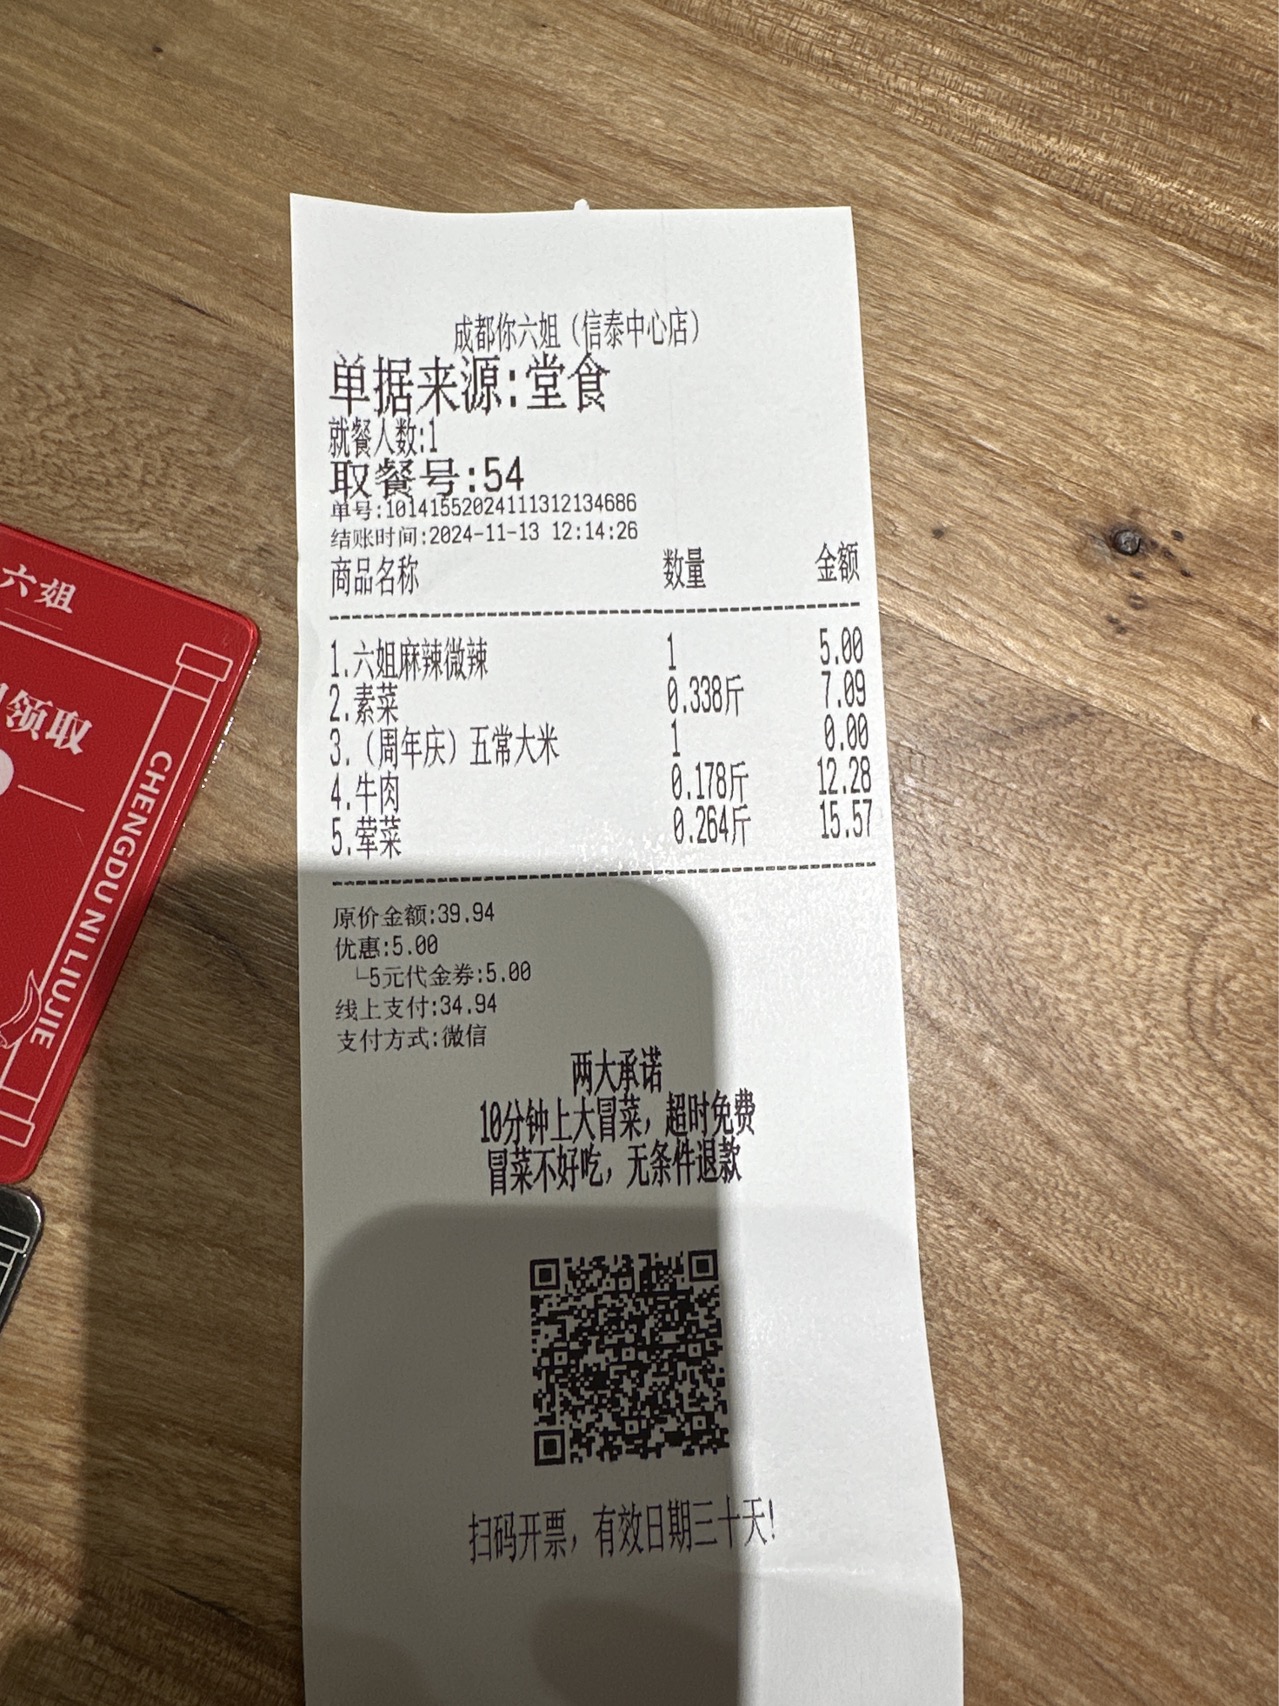 成都你六姐（信泰中心店）
单据来源:堂食
就餐人数:1
取餐号:54
单号:10141552024111312134686
结账时间:2024-11-13 12:14:26
商品名称 数量 金额
1.六姐麻辣微辣 1 5.00
2.素菜 0.338斤 7.09
3.（周年庆）五常大米 1 0.00
4.牛肉 0.178斤 12.28
5.荤菜 0.264斤 15.57
原价金额:39.94
优惠:5.00
└5元代金券:5.00
线上支付:34.94
支付方式:微信
两大承诺
10分钟上大冒菜，超时免费
冒菜不好吃，无条件退款
扫码开票，有效日期三十天!
六姐
领取
CHENGDU NI LIUJIE